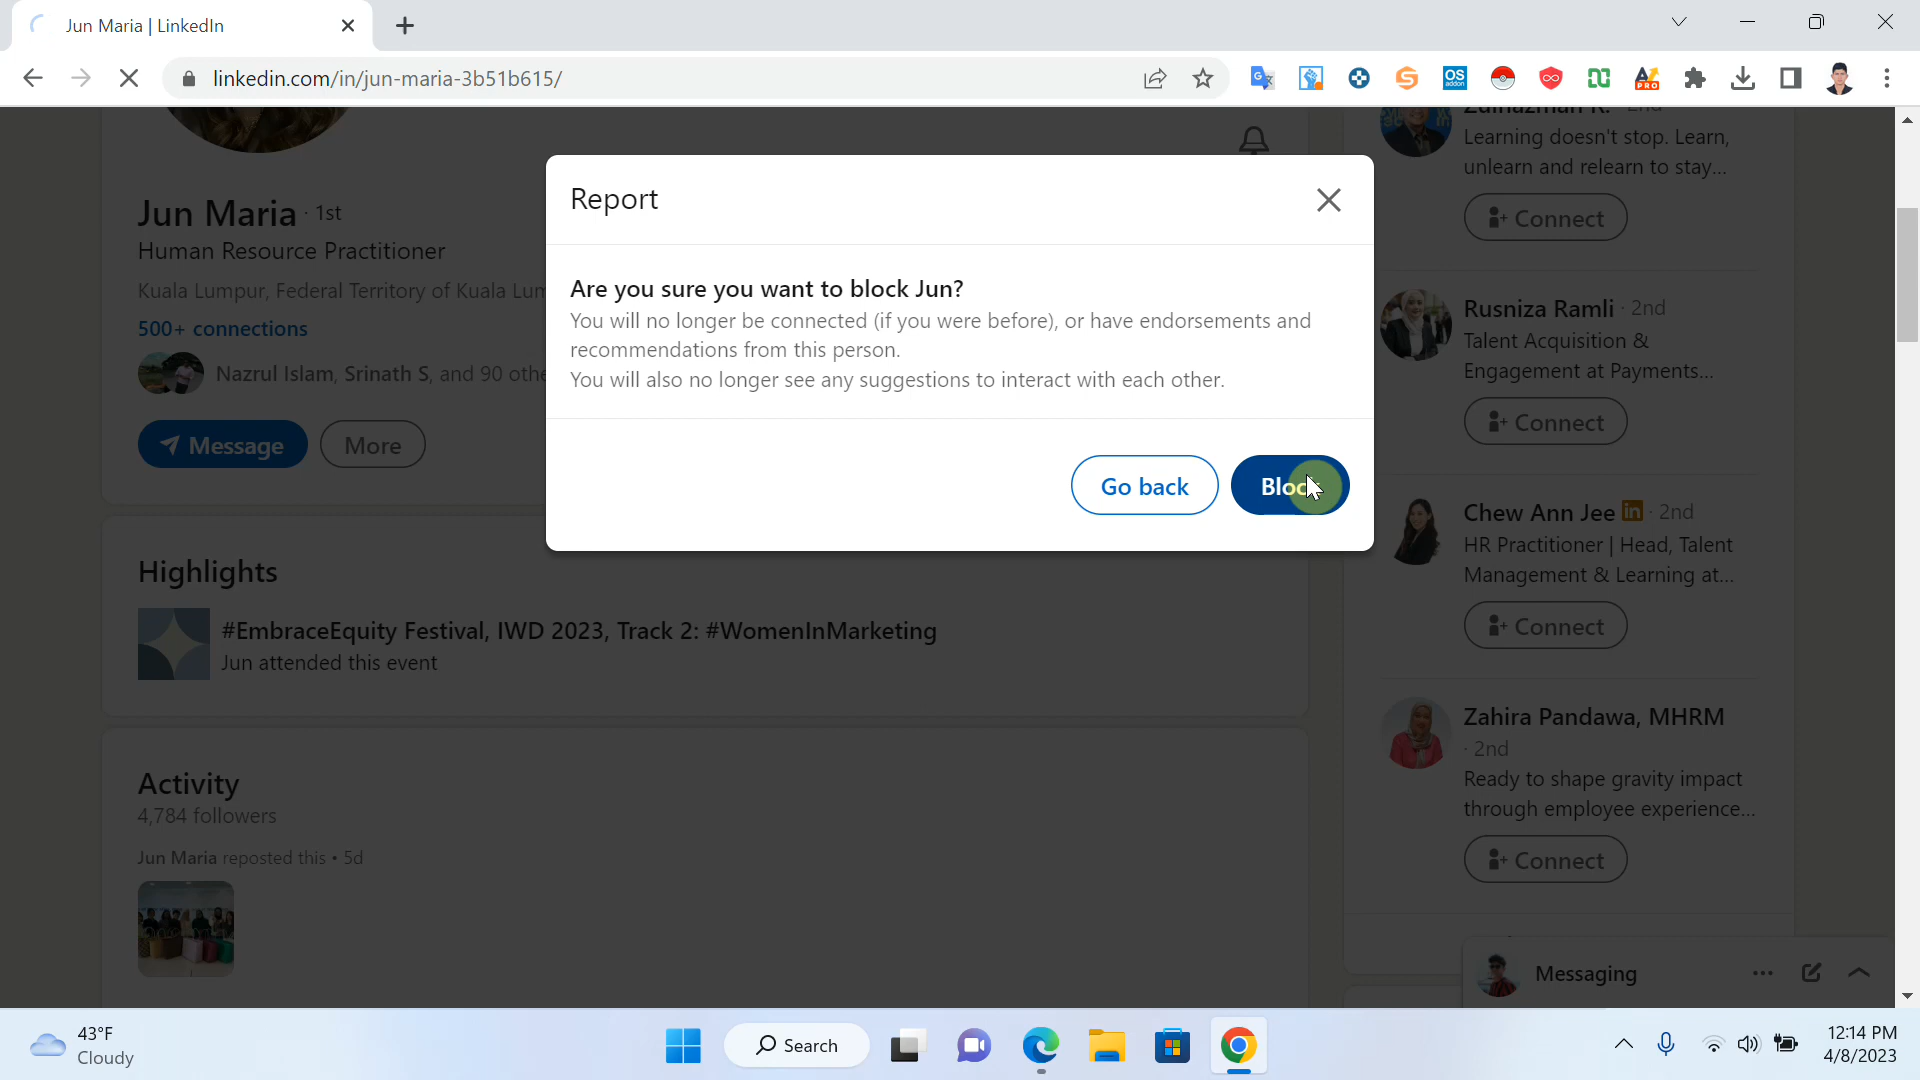 Jun Maria | LinkedIn
linkedin.com/in/jun-maria-3b51b615/
OS
addon
PRO
Report
Are you sure you want to block Jun?
You will no longer be connected (if you were before), or have endorsements and
recommendations from this person.
You will also no longer see any suggestions to interact with each other.
Go back
Block
Jun Maria · 1st
Human Resource Practitioner
Kuala Lumpur, Federal Territory of Kuala Lum
500+ connections
Nazrul Islam, Srinath S, and 90 othe
Message
More
Highlights
#EmbraceEquity Festival, IWD 2023, Track 2: #WomenInMarketing
Jun attended this event
Activity
4,784 followers
Jun Maria reposted this • 5d
Learning doesn't stop. Learn,
unlearn and relearn to stay...
Connect
Rusniza Ramli · 2nd
Talent Acquisition &
Engagement at Payments...
Connect
Chew Ann Jee in · 2nd
HR Practitioner | Head, Talent
Management & Learning at...
Connect
Zahira Pandawa, MHRM
· 2nd
Ready to shape gravity impact
through employee experience...
Connect
Messaging
43°F
Cloudy
Search
12:14 PM
4/8/2023